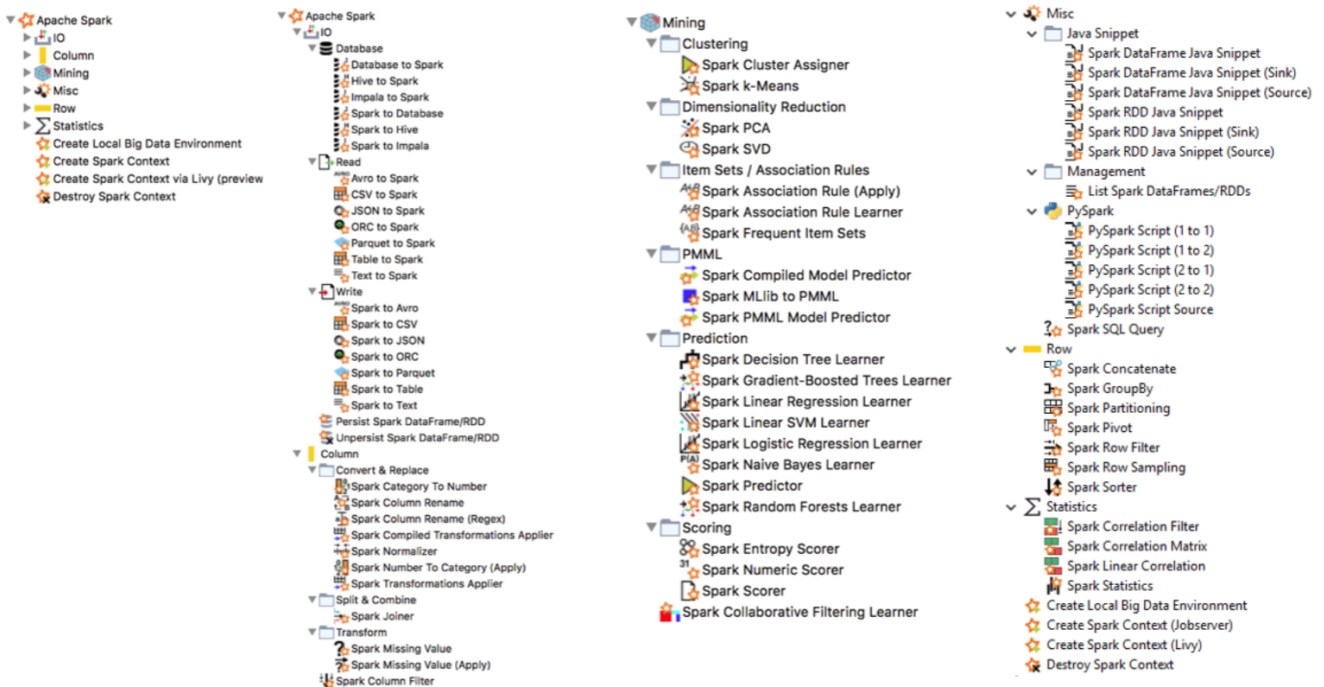 Apache Spark
IO
Column
Mining
Misc
Row
Statistics
Create Local Big Data Environment
Create Spark Context
Create Spark Context via Livy (preview
Destroy Spark Context
Apache Spark
IO
Database
Database to Spark
Hive to Spark
Impala to Spark
Spark to Database
Spark to Hive
Spark to Impala
Read
Avro to Spark
CSV to Spark
JSON to Spark
ORC to Spark
Parquet to Spark
Table to Spark
Text to Spark
Write
Spark to Avro
Spark to CSV
Spark to JSON
Spark to ORC
Spark to Parquet
Spark to Table
Spark to Text
Persist Spark DataFrame/RDD
Unpersist Spark DataFrame/RDD
Column
Convert & Replace
Spark Category To Number
Spark Column Rename
Spark Column Rename (Regex)
Spark Compiled Transformations Applier
Spark Normalizer
Spark Number To Category (Apply)
Spark Transformations Applier
Split & Combine
Spark Joiner
Transform
Spark Missing Value
Spark Missing Value (Apply)
Spark Column Filter
Mining
Clustering
Spark Cluster Assigner
Spark k-Means
Dimensionality Reduction
Spark PCA
Spark SVD
Item Sets / Association Rules
Spark Association Rule (Apply)
Spark Association Rule Learner
Spark Frequent Item Sets
PMML
Spark Compiled Model Predictor
Spark MLlib to PMML
Spark PMML Model Predictor
Prediction
Spark Decision Tree Learner
Spark Gradient-Boosted Trees Learner
Spark Linear Regression Learner
Spark Linear SVM Learner
Spark Logistic Regression Learner
Spark Naive Bayes Learner
Spark Predictor
Spark Random Forests Learner
Scoring
Spark Entropy Scorer
Spark Numeric Scorer
Spark Scorer
Spark Collaborative Filtering Learner
Misc
Java Snippet
Spark DataFrame Java Snippet
Spark DataFrame Java Snippet (Sink)
Spark DataFrame Java Snippet (Source)
Spark RDD Java Snippet
Spark RDD Java Snippet (Sink)
Spark RDD Java Snippet (Source)
Management
List Spark DataFrames/RDDs
PySpark
PySpark Script (1 to 1)
PySpark Script (1 to 2)
PySpark Script (2 to 1)
PySpark Script (2 to 2)
PySpark Script Source
Spark SQL Query
Row
Spark Concatenate
Spark GroupBy
Spark Partitioning
Spark Pivot
Spark Row Filter
Spark Row Sampling
Spark Sorter
Statistics
Spark Correlation Filter
Spark Correlation Matrix
Spark Linear Correlation
Spark Statistics
Create Local Big Data Environment
Create Spark Context (Jobserver)
Create Spark Context (Livy)
Destroy Spark Context